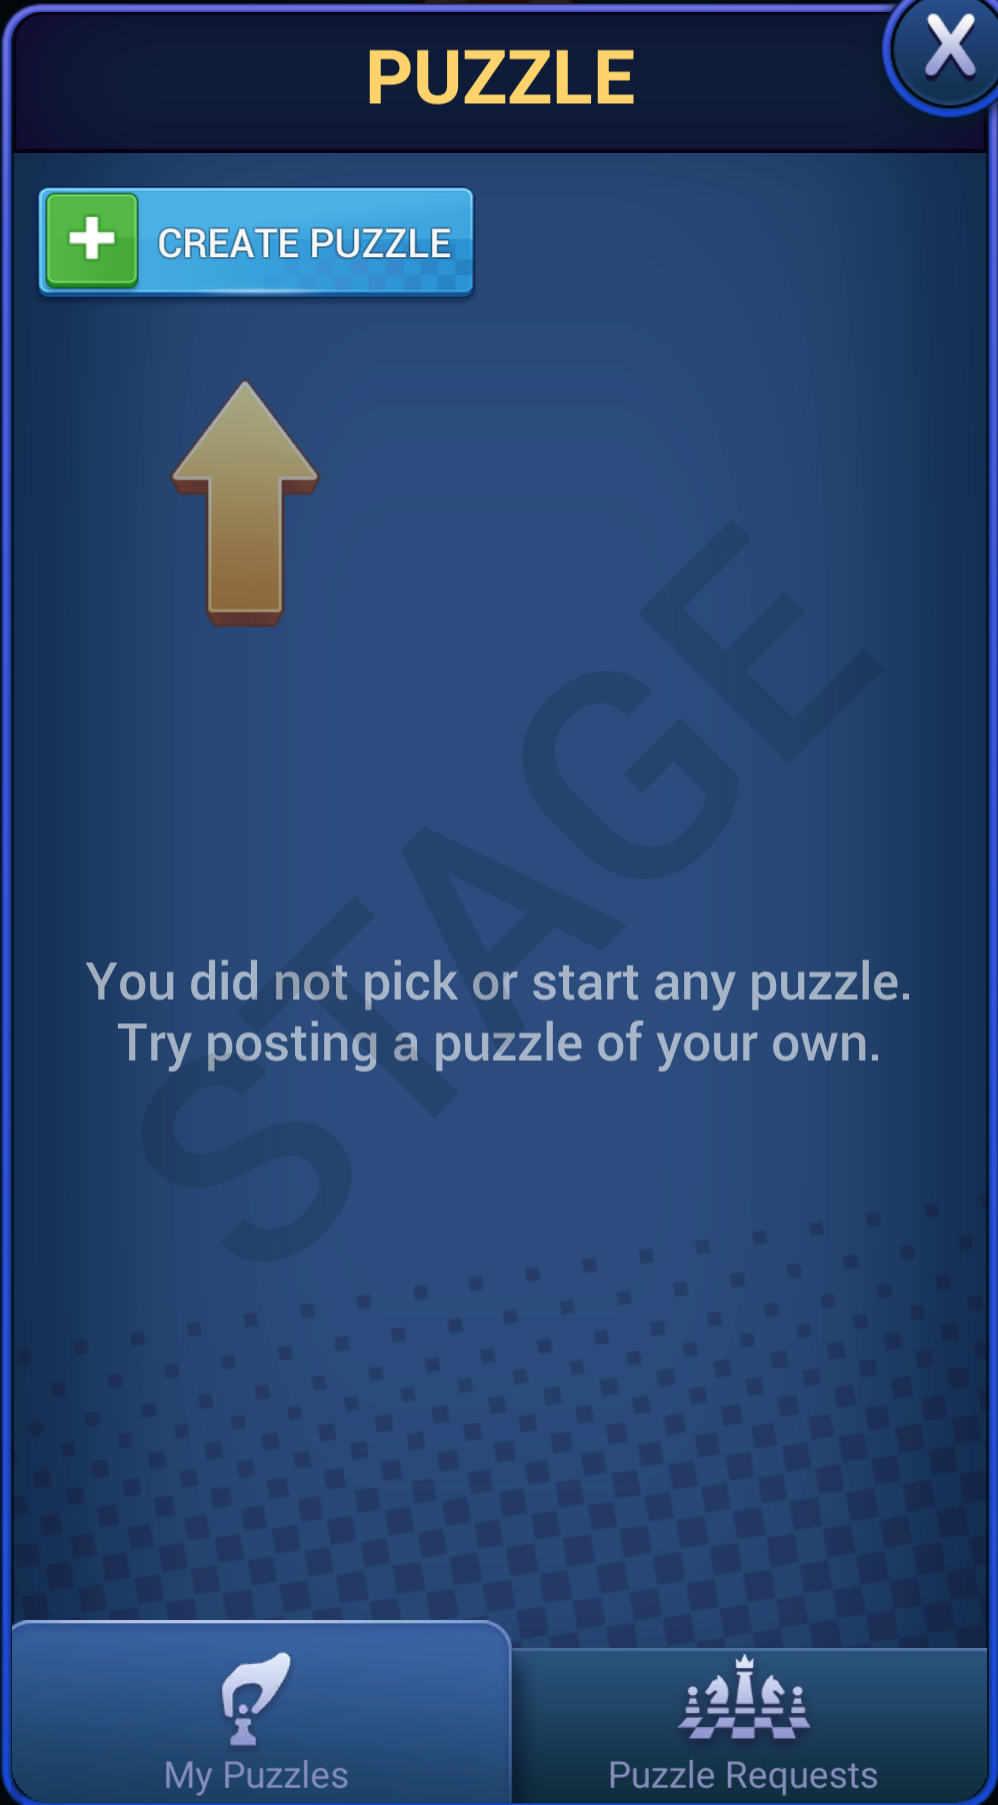 PUZZLE
X
CREATE PUZZLE
STAGE
You did not pick or start any puzzle.
Try posting a puzzle of your own.
My Puzzles
Puzzle Requests